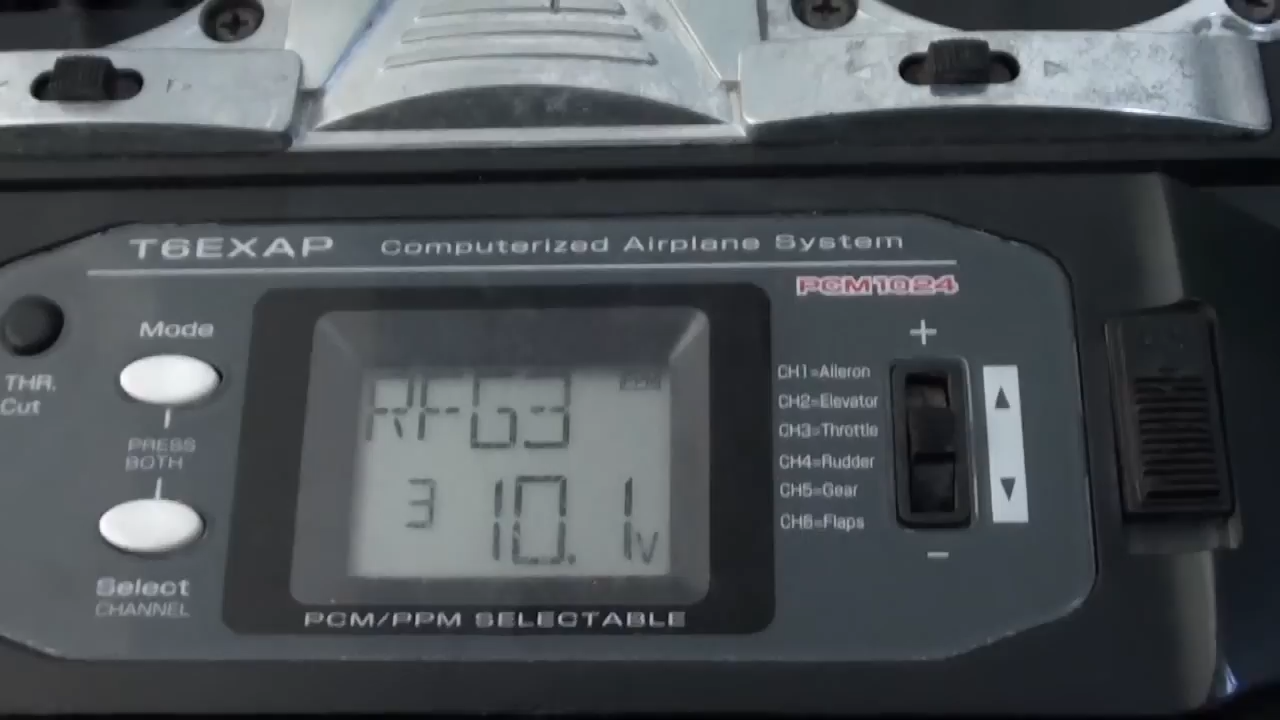 T6EXAP Computerized Airplane System
PCM1024
Mode
THR.
Cut
PRESS
BOTH
Select
CHANNEL
PPM
3 10.1v
PCM/PPM SELECTABLE
+
CH1=Aileron
CH2=Elevator
CH3=Throttle
CH4=Rudder
CH5=Gear
CH6=Flaps
−